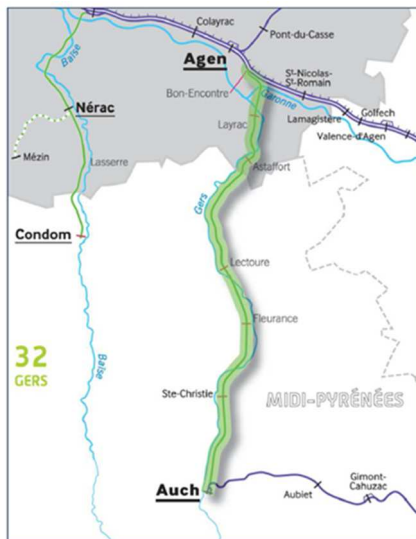 Colayrac
Pont-du-Casse
Agen
Baïse
St-Nicolas-
St-Romain
Bon-Encontre
Garonne
Nérac
Layrac
Lamagistère
Golfech
Valence-d'Agen
Mézin
Lasserre
Astaffort
Gers
Condom
Lectoure
Fleurance
32
GERS
Baïse
Ste-Christie
MIDI-PYRÉNÉES
Auch
Aubiet
Gimont-
Cahuzac